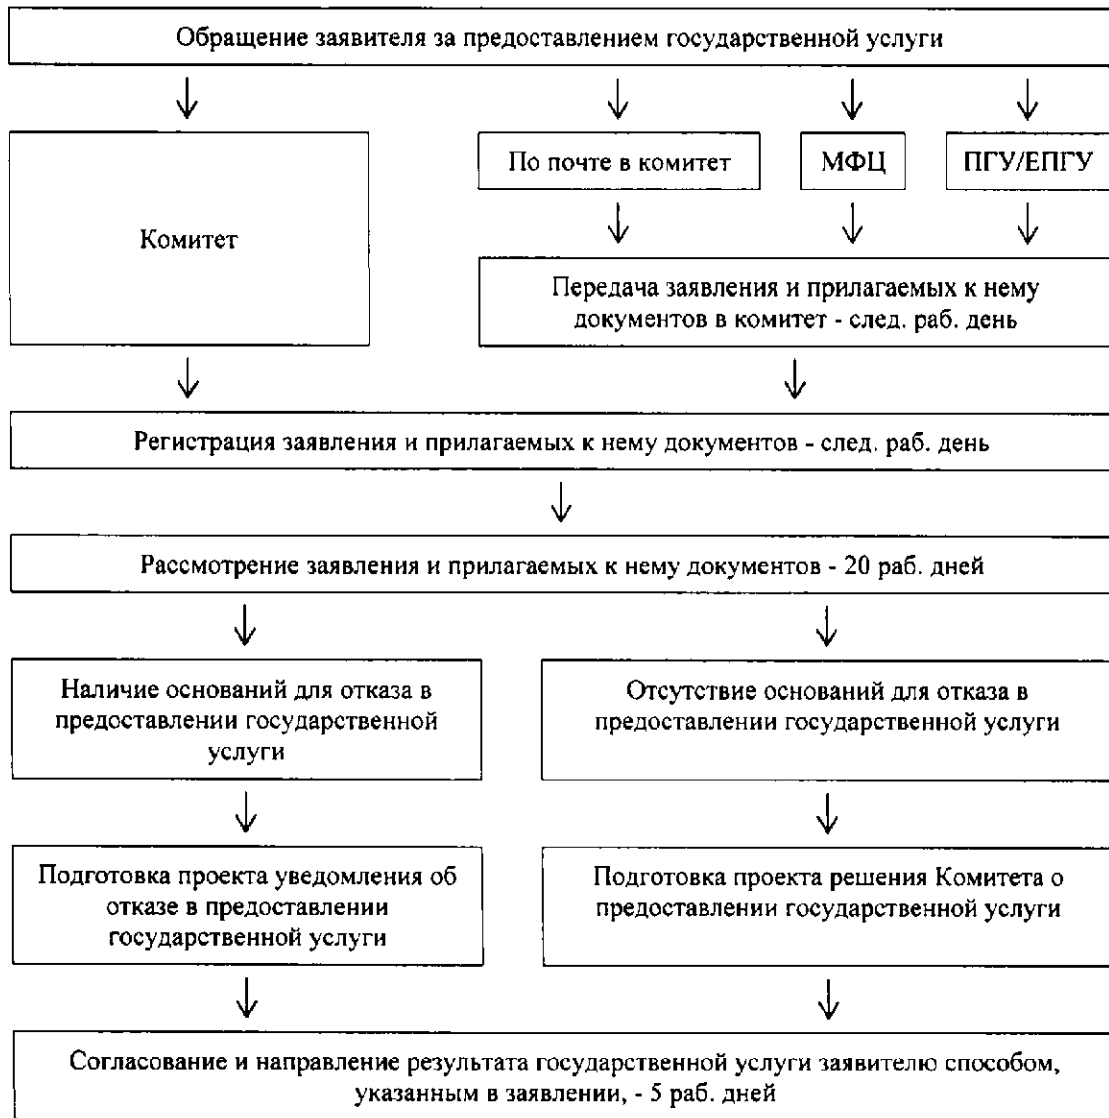 Обращение заявителя за предоставлением государственной услуги
По почте в комитет
МФЦ
ПГУ/ЕПГУ
Комитет
Передача заявления и прилагаемых к нему
документов в комитет - след. раб. день
Регистрация заявления и прилагаемых к нему документов - след. раб. день
Рассмотрение заявления и прилагаемых к нему документов - 20 раб. дней
Наличие оснований для отказа в
предоставлении государственной
услуги
Отсутствие оснований для отказа в
предоставлении государственной услуги
Подготовка проекта уведомления об
отказе в предоставлении
государственной услуги
Подготовка проекта решения Комитета о
предоставлении государственной услуги
Согласование и направление результата государственной услуги заявителю способом,
указанным в заявлении, - 5 раб. дней